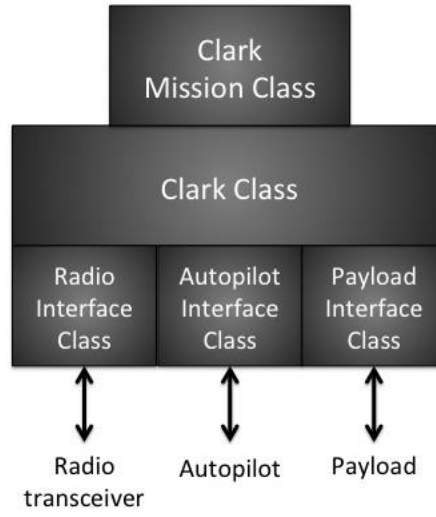 Clark
Mission Class
Clark Class
Radio
Interface
Class
Autopilot
Interface
Class
Payload
Interface
Class
Radio
transceiver
Autopilot
Payload